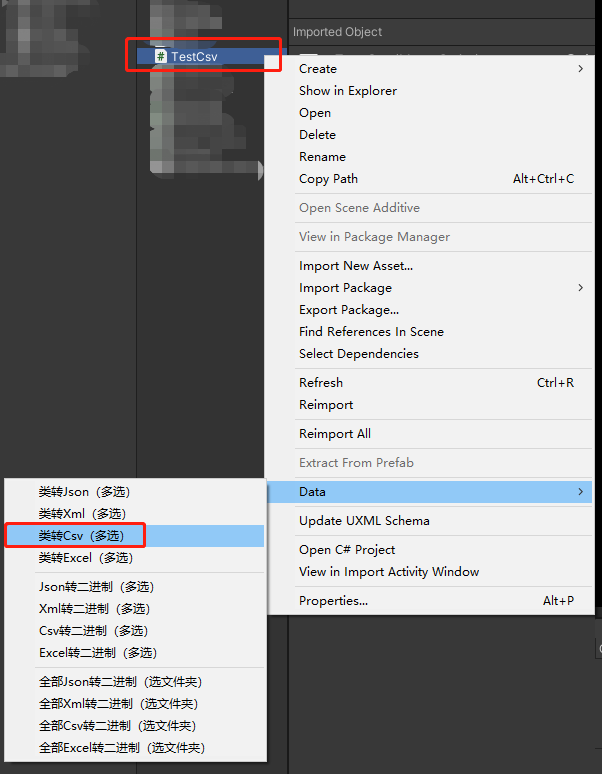 Imported Object
# TestCsv
Create
Show in Explorer
Open
Delete
Rename
Copy Path Alt+Ctrl+C
Open Scene Additive
View in Package Manager
Import New Asset...
Import Package
Export Package...
Find References In Scene
Select Dependencies
Refresh Ctrl+R
Reimport
Reimport All
Extract From Prefab
Data
Update UXML Schema
Open C# Project
View in Import Activity Window
Properties... Alt+P
类转Json（多选）
类转Xml（多选）
类转Csv（多选）
类转Excel（多选）
Json转二进制（多选）
Xml转二进制（多选）
Csv转二进制（多选）
Excel转二进制（多选）
全部Json转二进制（选文件夹）
全部Xml转二进制（选文件夹）
全部Csv转二进制（选文件夹）
全部Excel转二进制（选文件夹）